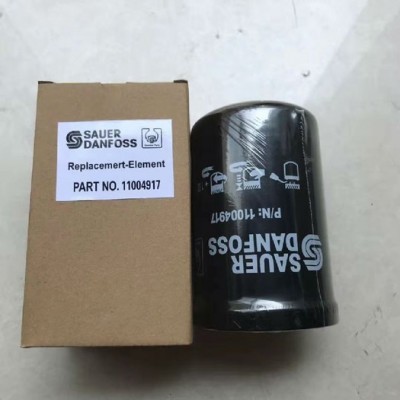 SAUER
DANFOSS
Replacemert-Element
PART NO. 11004917
SAUER
DANFOSS
P/N: 11004917